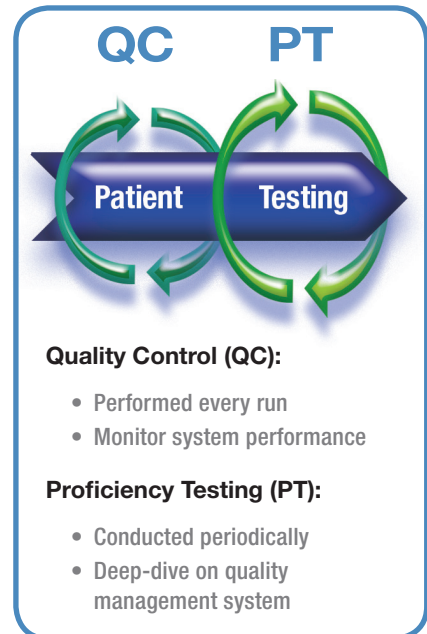 QC PT
Patient Testing
Quality Control (QC):
• Performed every run
• Monitor system performance
Proficiency Testing (PT):
• Conducted periodically
• Deep-dive on quality
management system